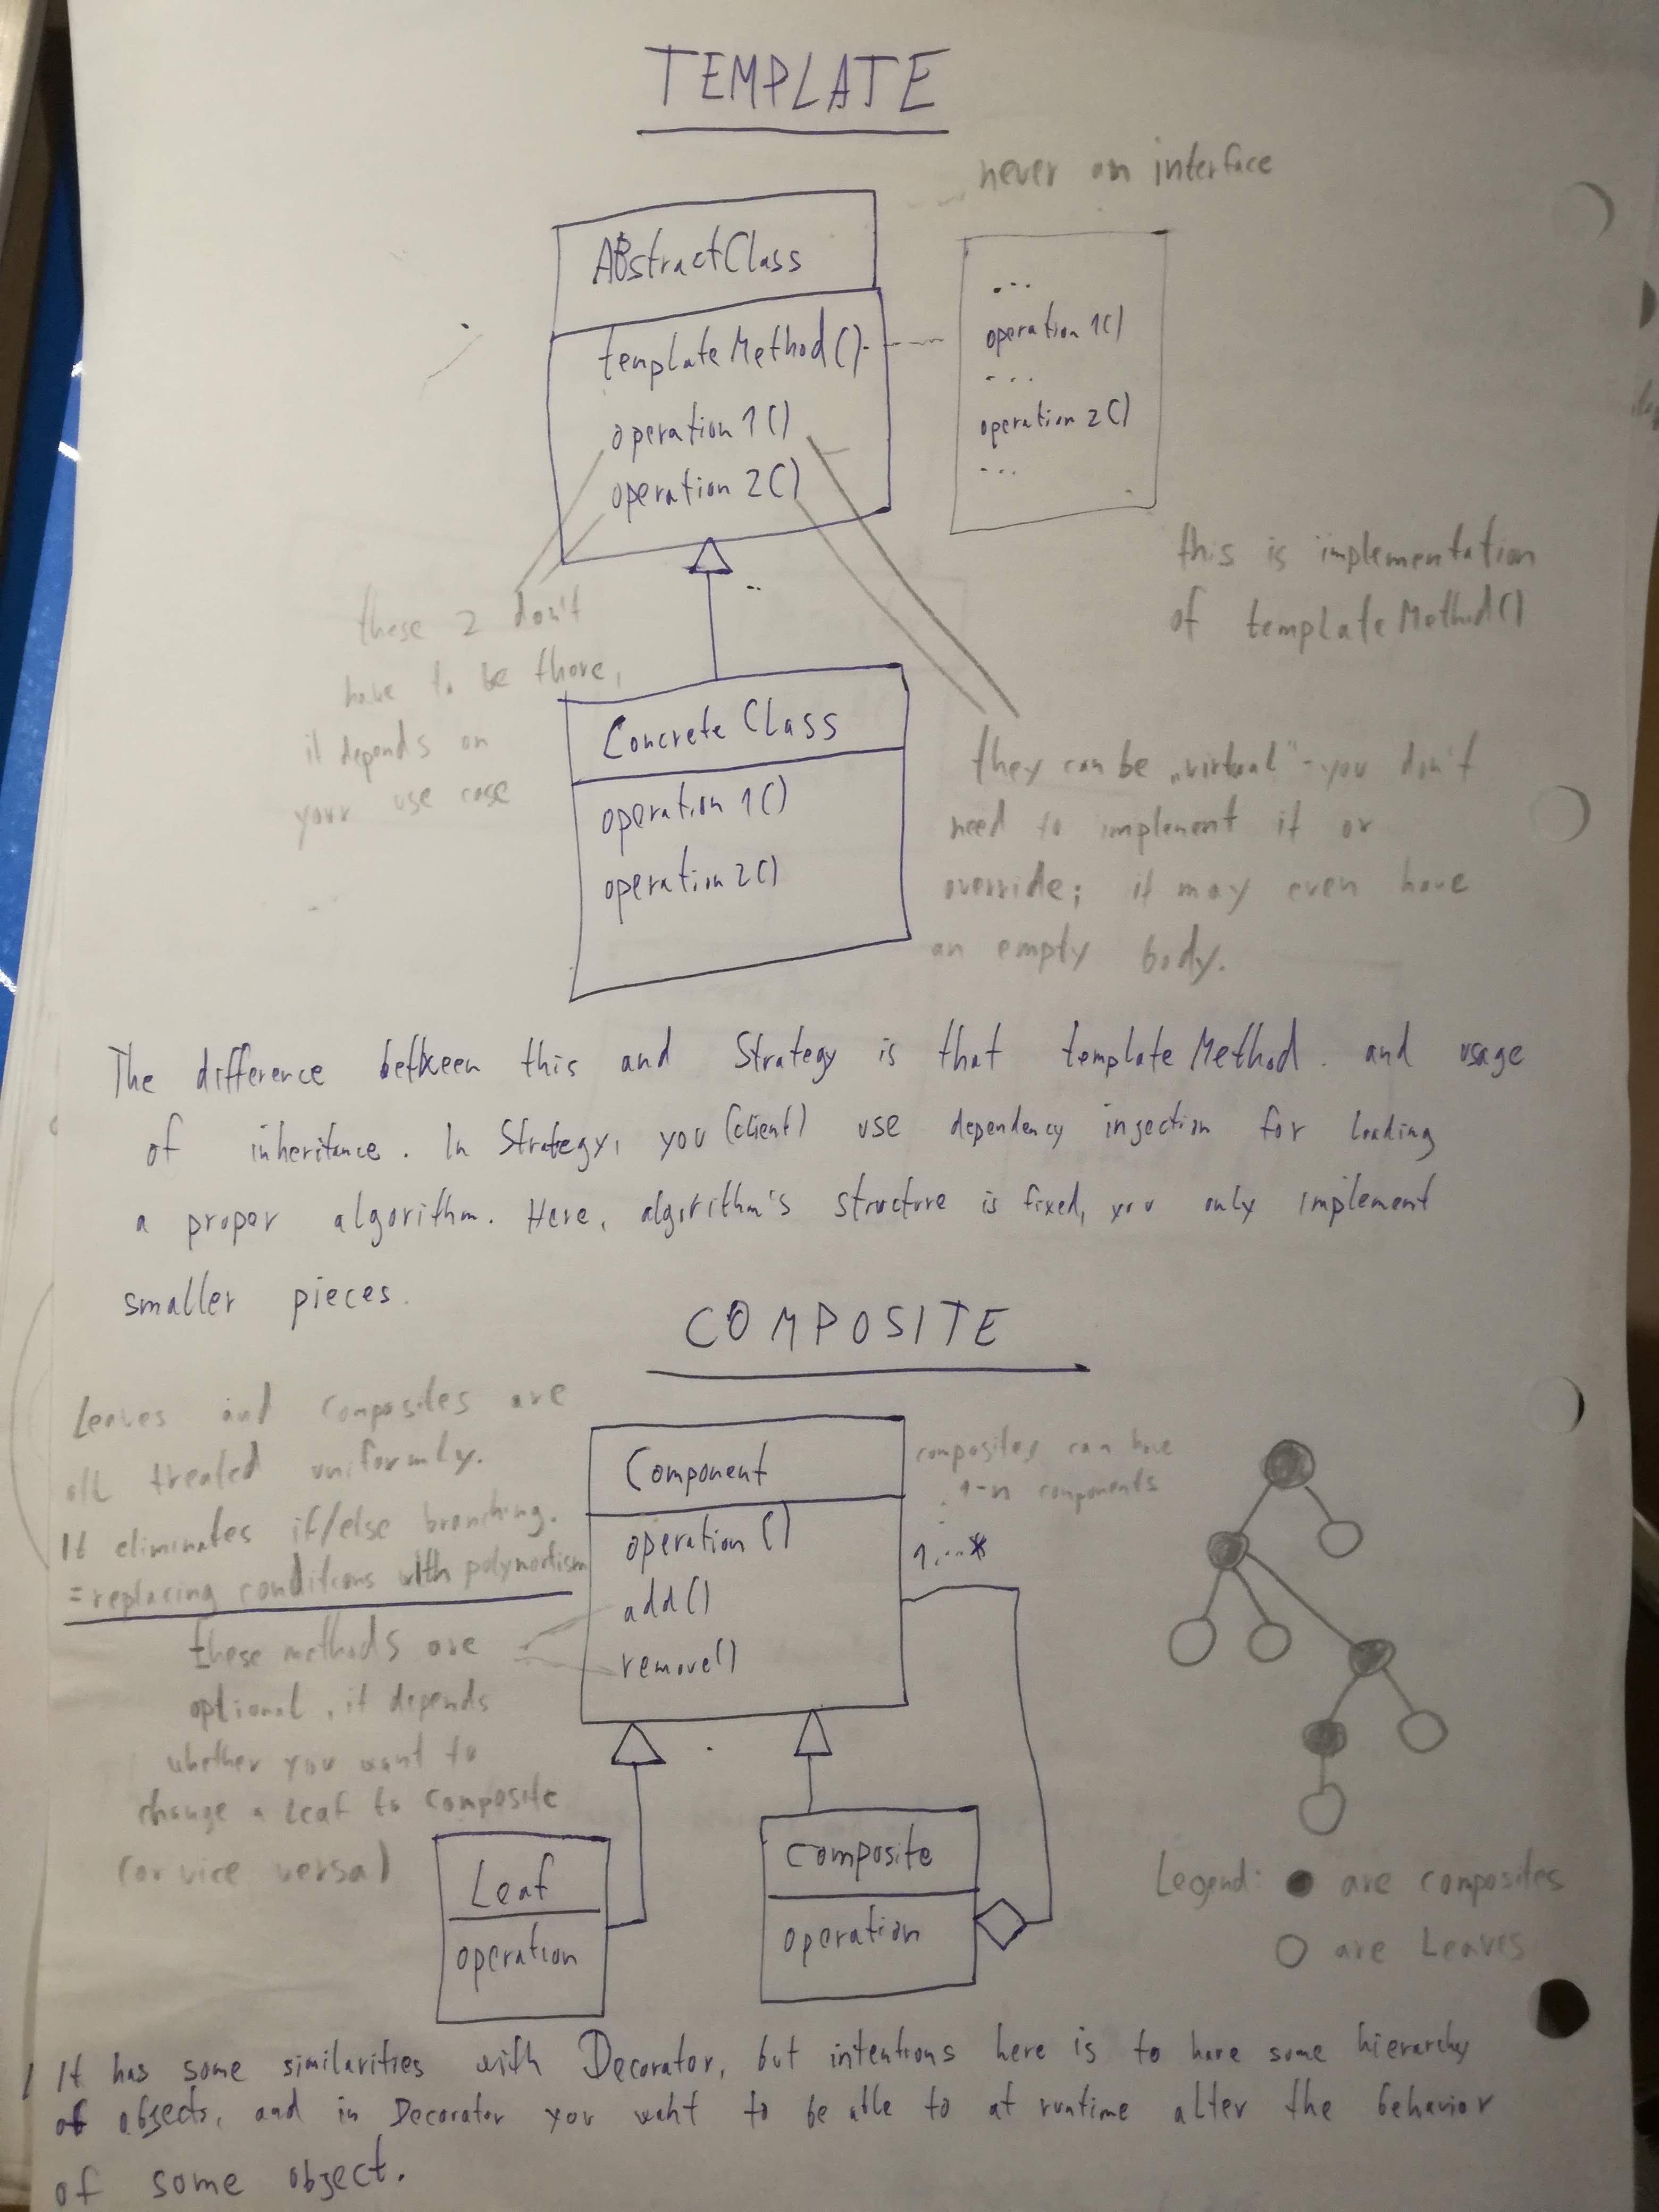 TEMPLATE
never an interface
AbstractClass
templateMethod()
operation 1()
operation 2()
...
operation 1()
...
operation 2()
...
this is implementation
of templateMethod()
these 2 don't
have to be there,
it depends on
your use case
Concrete Class
operation 1()
operation 2()
they can be „virtual" - you don't
need to implement it or
override; it may even have
an empty body.
The difference between this and Strategy is that templateMethod. and usage
of inheritance. In Strategy, you (client) use dependency injection for loading
a proper algorithm. Here, algorithm's structure is fixed, you only implement
smaller pieces.
COMPOSITE
Leaves and composites are
all treated uniformly.
It eliminates if/else branching.
= replacing conditions with polymorfism
Component
operation()
add()
remove()
composites can have
1-n components
1...*
these methods are
optional, it depends
whether you want to
change a Leaf to composite
(or vice versa)
Leaf
operation
composite
operation
Legend: ● are composites
○ are Leaves
! It has some similarities with Decorator, but intentions here is to have some hierarchy
of objects, and in Decorator you want to be able to at runtime alter the behavior
of some object.